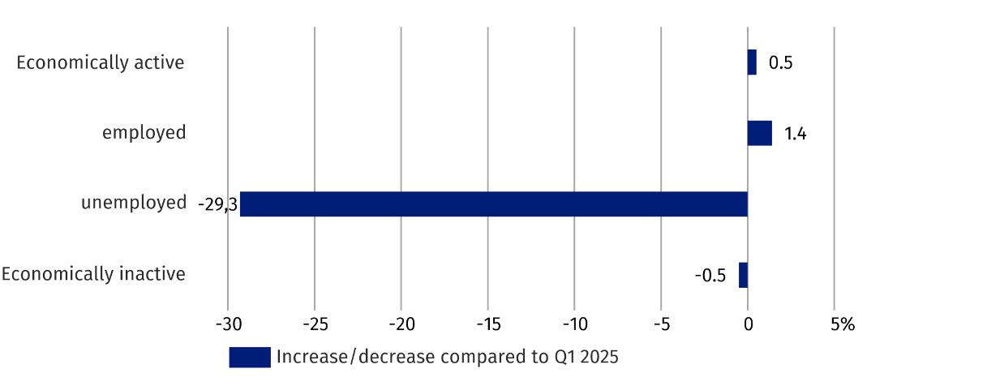 Economically active 0.5
employed 1.4
unemployed -29,3
Economically inactive -0.5
-30 -25 -20 -15 -10 -5 0 5%
Increase/decrease compared to Q1 2025